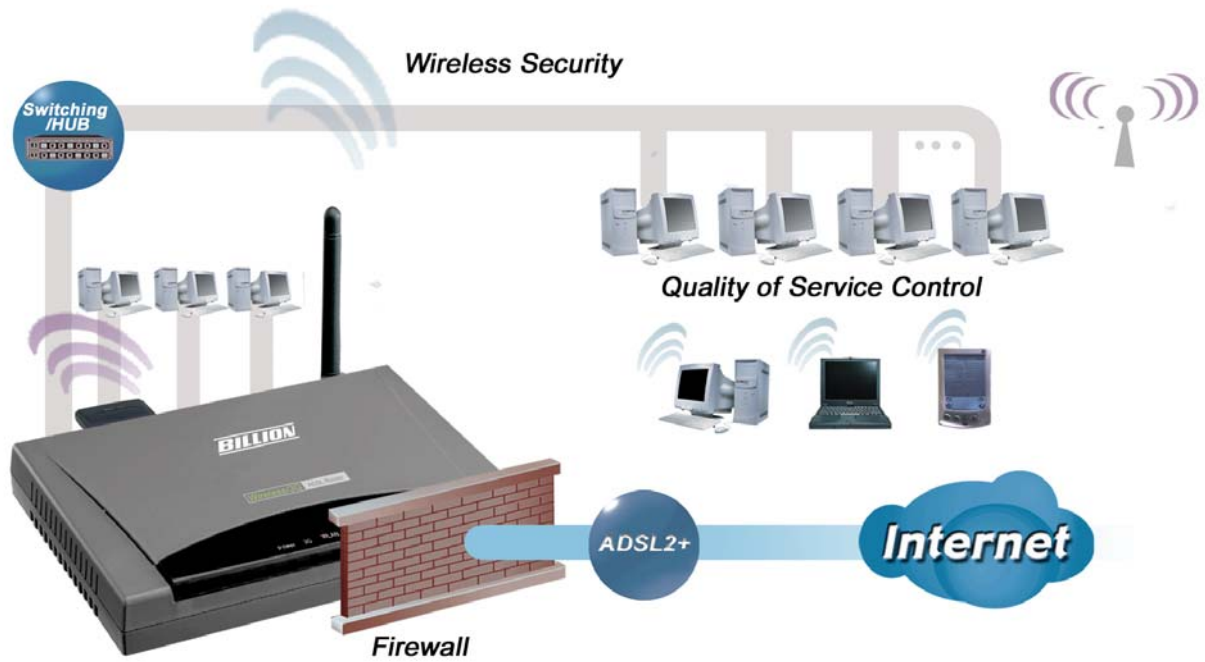 Wireless Security
Switching
/HUB
Quality of Service Control
BILLION
ADSL2+
Internet
Firewall